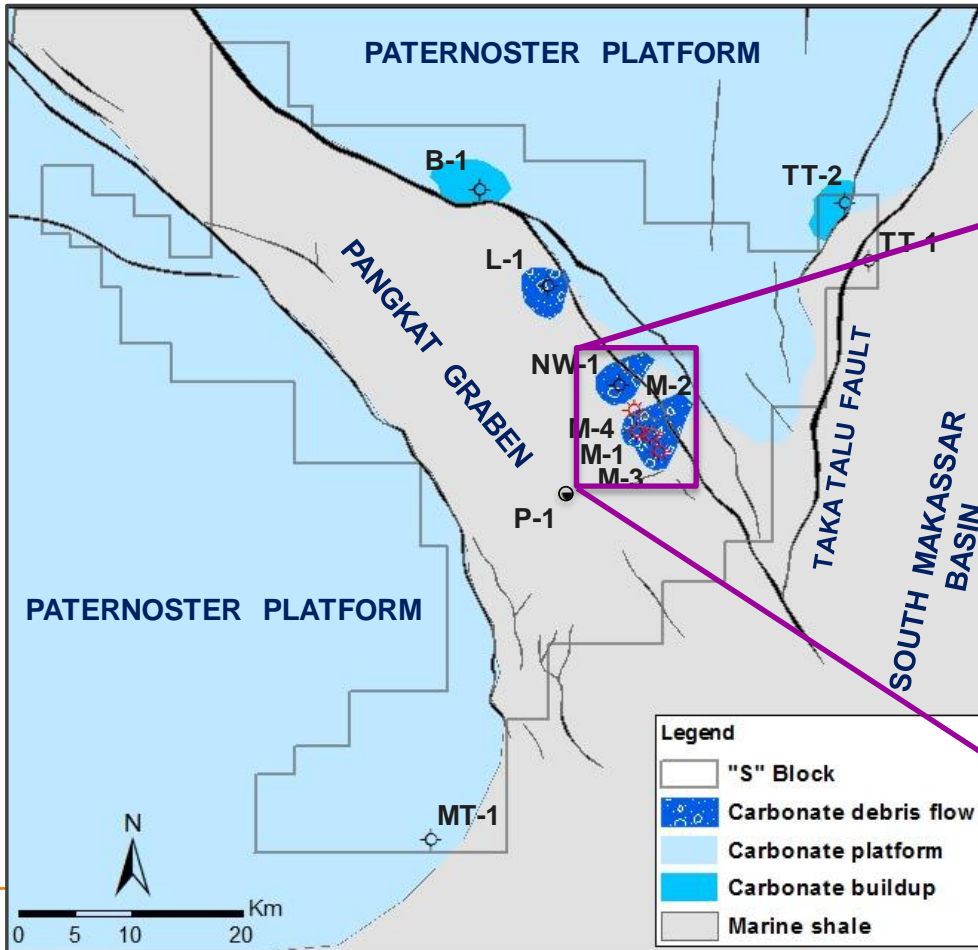 PATERNOSTER PLATFORM
B-1
TT-2
TT-1
L-1
PANGKAT GRABEN
NW-1
M-2
M-4
M-1
M-3
P-1
TAKATALU FAULT
SOUTH MAKASSAR
BASIN
PATERNOSTER PLATFORM
MT-1
N
Km
0 5 10 20
Legend
"S" Block
Carbonate debris flow
Carbonate platform
Carbonate buildup
Marine shale